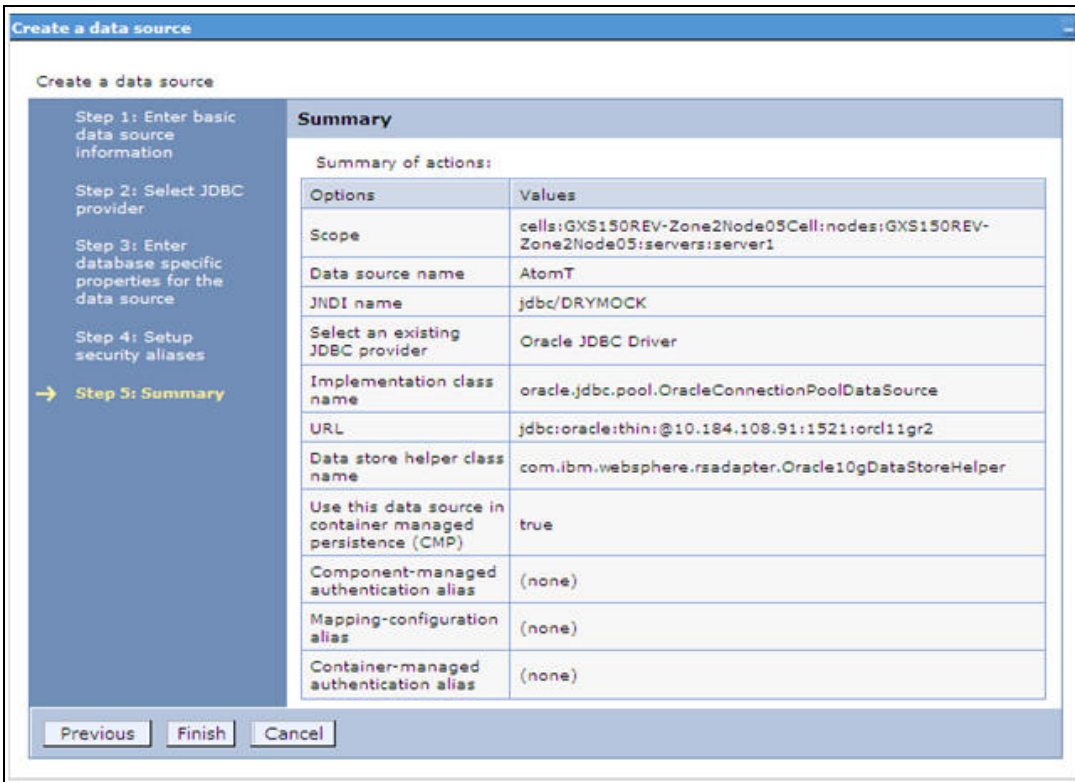 Create a data source
Create a data source
Step 1: Enter basic
data source
information
Step 2: Select JDBC
provider
Step 3: Enter
database specific
properties for the
data source
Step 4: Setup
security aliases
Step 5: Summary
Summary
Summary of actions:
Options Values
Scope cells:GXS150REV-Zone2Node05Cell:nodes:GXS150REV-
Zone2Node05:servers:server1
Data source name AtomT
JNDI name jdbc/DRYMOCK
Select an existing
JDBC provider Oracle JDBC Driver
Implementation class
name oracle.jdbc.pool.OracleConnectionPoolDataSource
URL jdbc:oracle:thin:@10.184.108.91:1521:orcl11gr2
Data store helper class
name com.ibm.websphere.rsadapter.Oracle10gDataStoreHelper
Use this data source in
container managed
persistence (CMP) true
Component-managed
authentication alias (none)
Mapping-configuration
alias (none)
Container-managed
authentication alias (none)
Previous Finish Cancel